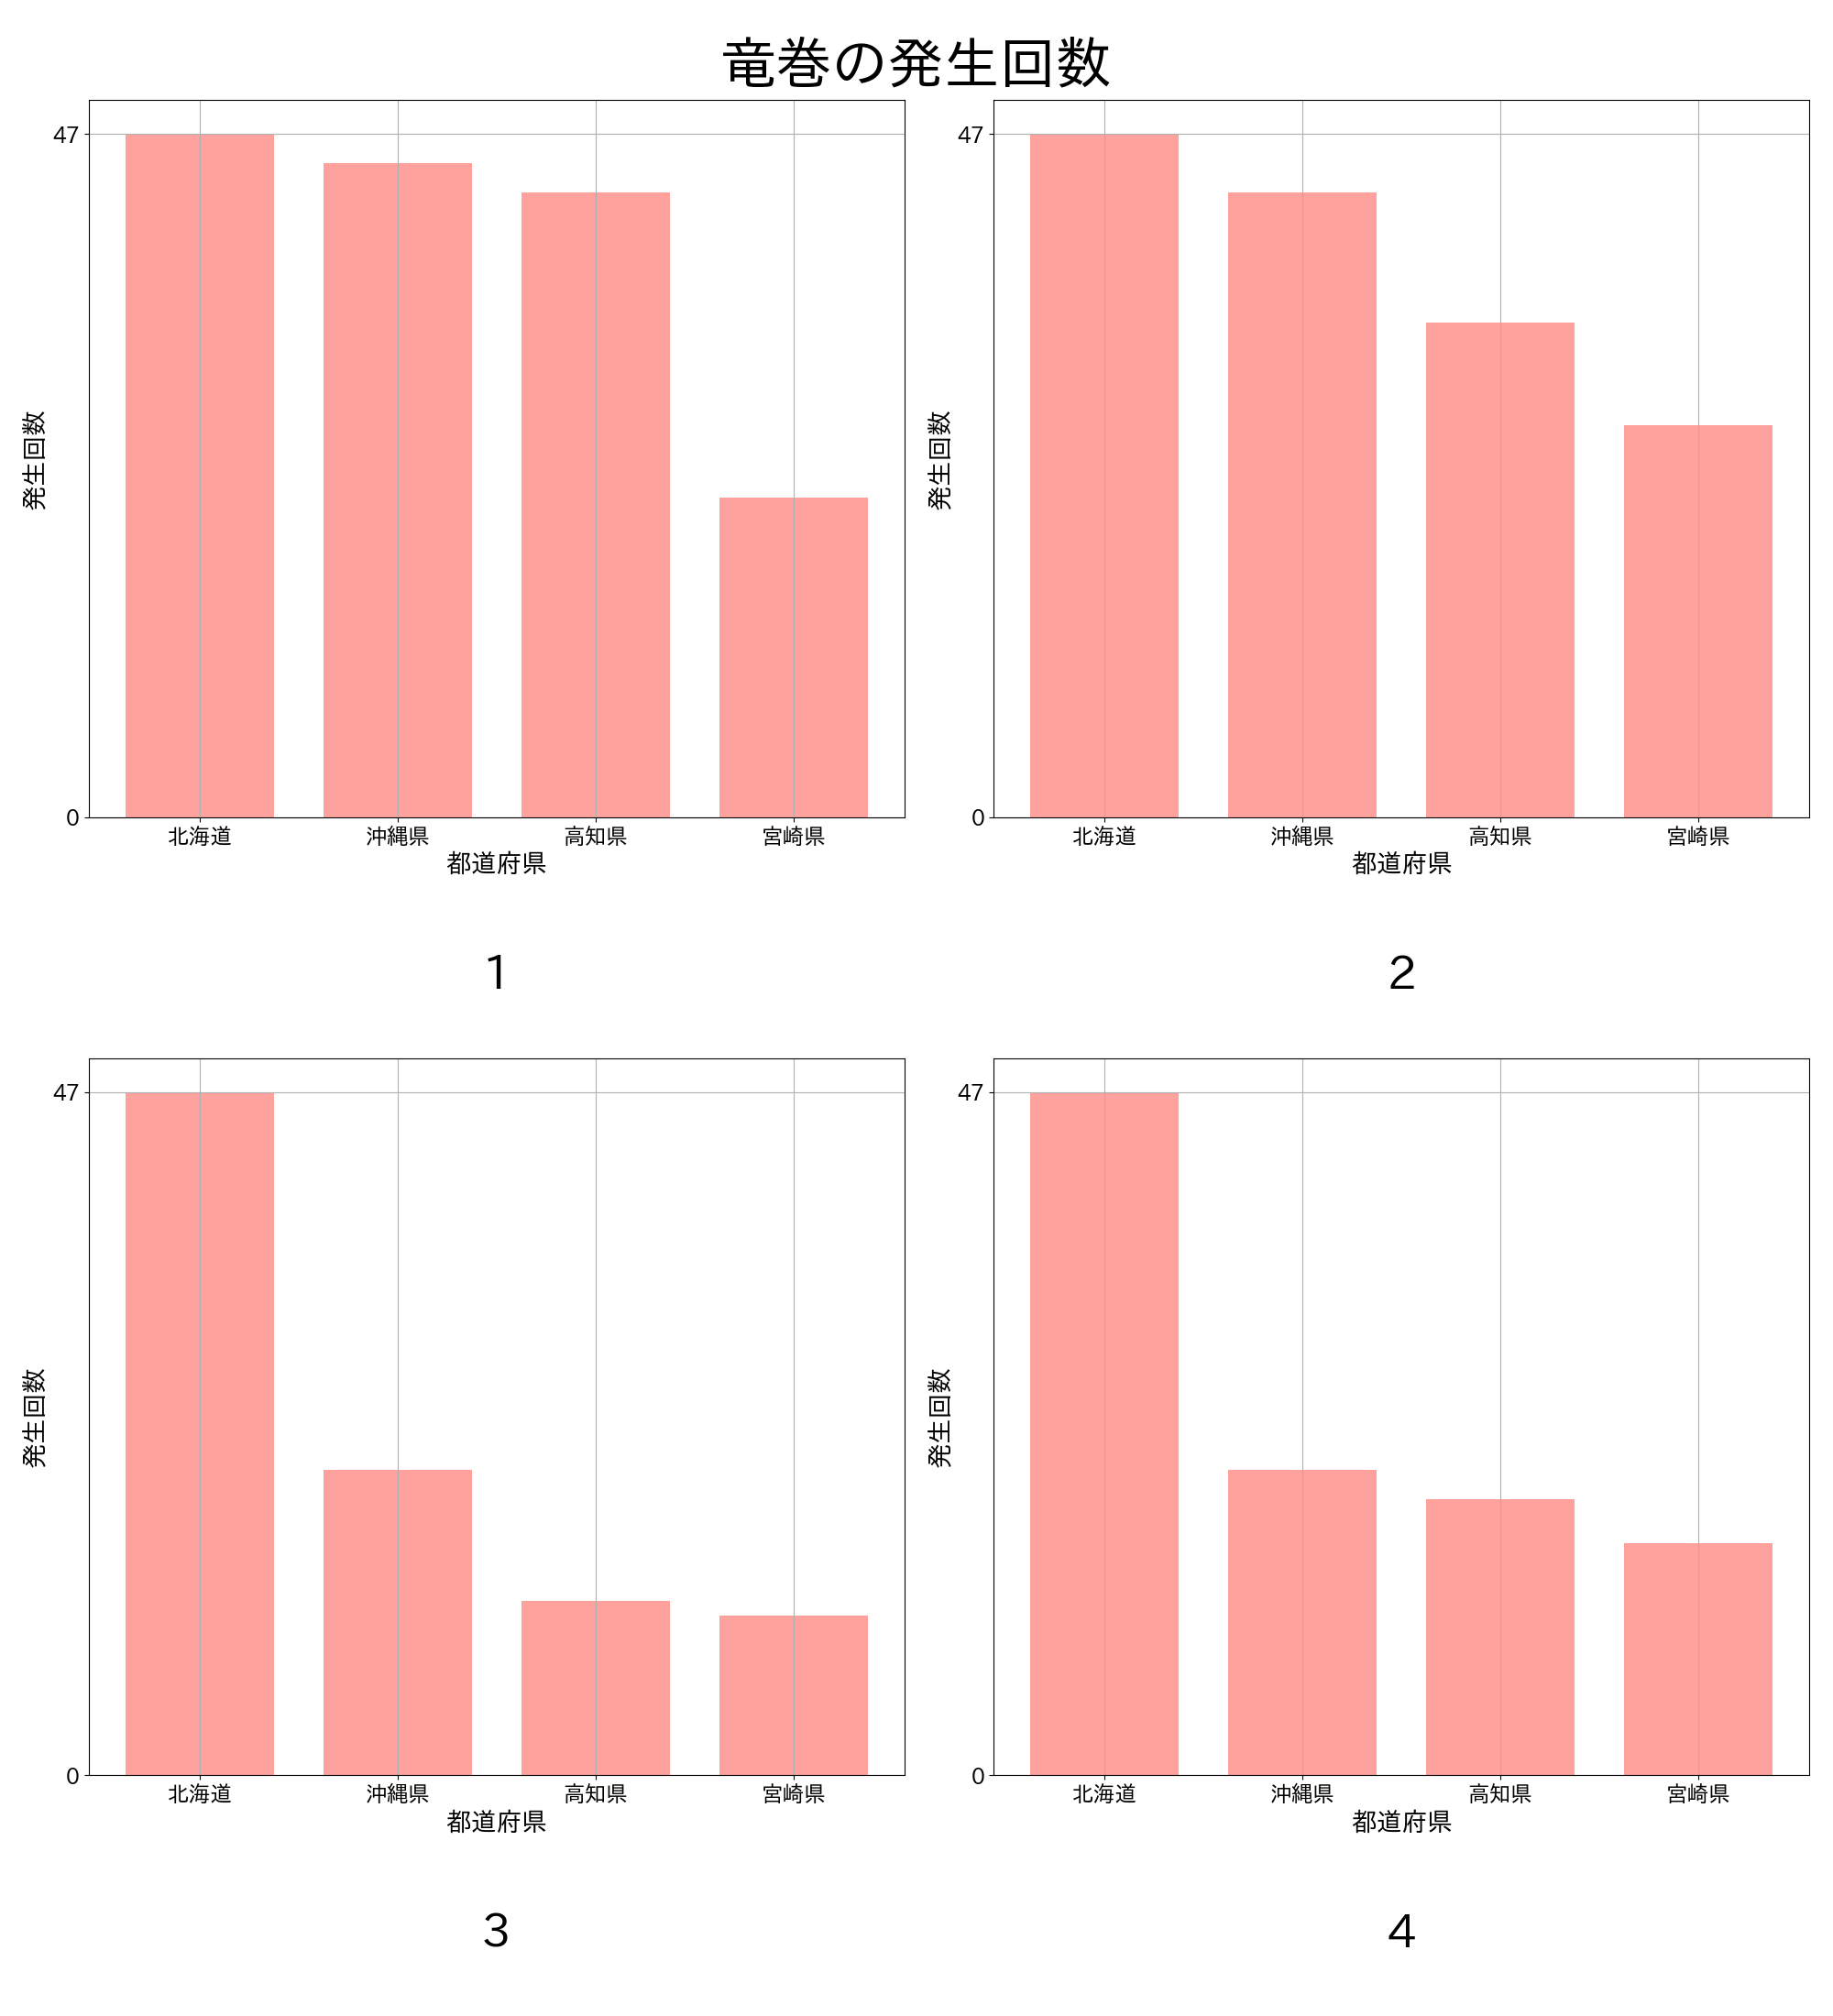 竜巻の発生回数
47
0
発生回数
北海道 沖縄県 高知県 宮崎県
都道府県
1
47
0
発生回数
北海道 沖縄県 高知県 宮崎県
都道府県
2
47
0
発生回数
北海道 沖縄県 高知県 宮崎県
都道府県
3
47
0
発生回数
北海道 沖縄県 高知県 宮崎県
都道府県
4